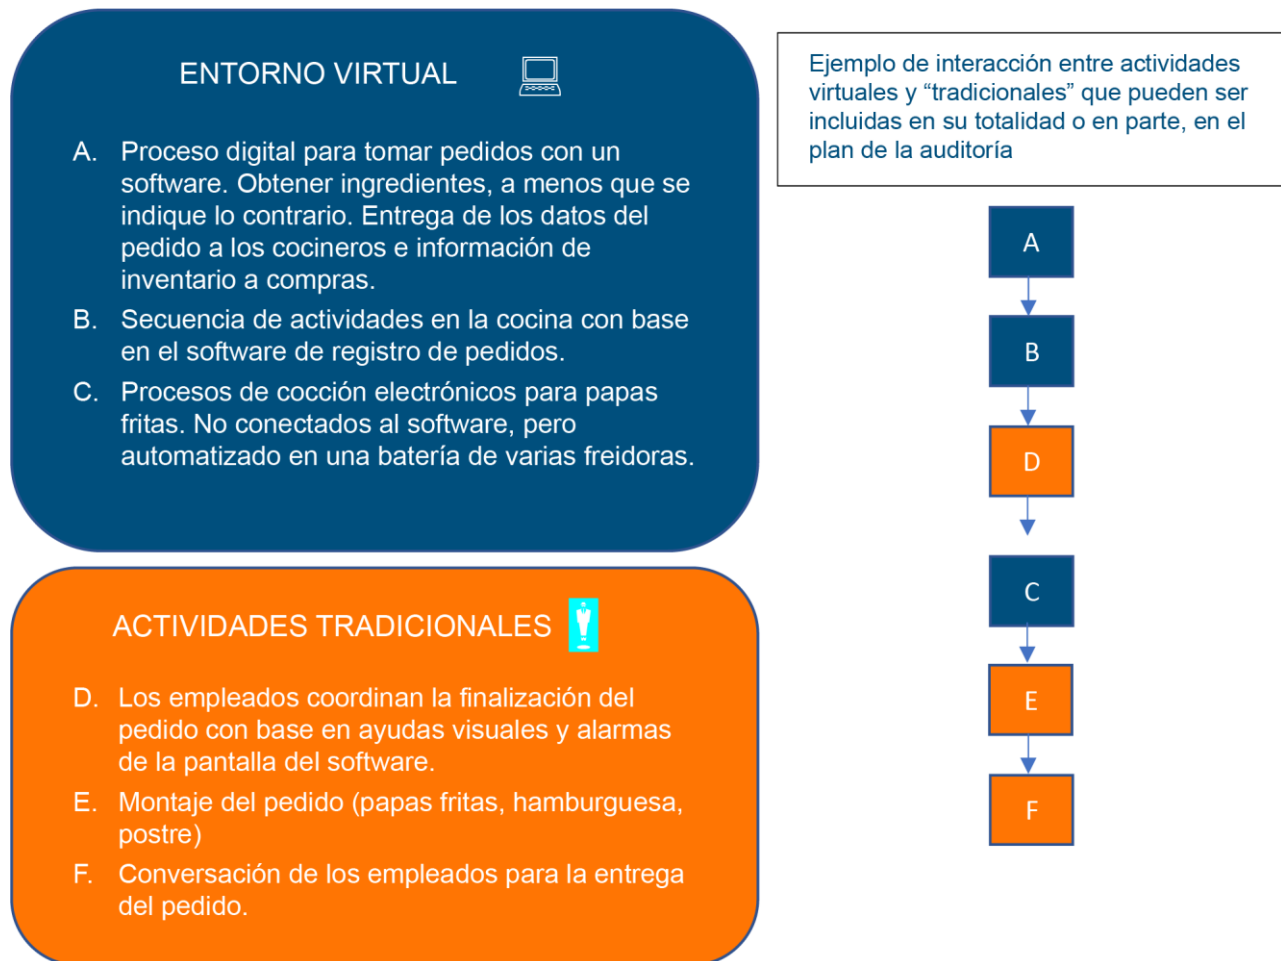 ENTORNO VIRTUAL
A. Proceso digital para tomar pedidos con un
software. Obtener ingredientes, a menos que se
indique lo contrario. Entrega de los datos del
pedido a los cocineros e información de
inventario a compras.
B. Secuencia de actividades en la cocina con base
en el software de registro de pedidos.
C. Procesos de cocción electrónicos para papas
fritas. No conectados al software, pero
automatizado en una batería de varias freidoras.
ACTIVIDADES TRADICIONALES
D. Los empleados coordinan la finalización del
pedido con base en ayudas visuales y alarmas
de la pantalla del software.
E. Montaje del pedido (papas fritas, hamburguesa,
postre)
F. Conversación de los empleados para la entrega
del pedido.
Ejemplo de interacción entre actividades
virtuales y “tradicionales” que pueden ser
incluidas en su totalidad o en parte, en el
plan de la auditoría
A
B
D
C
E
F